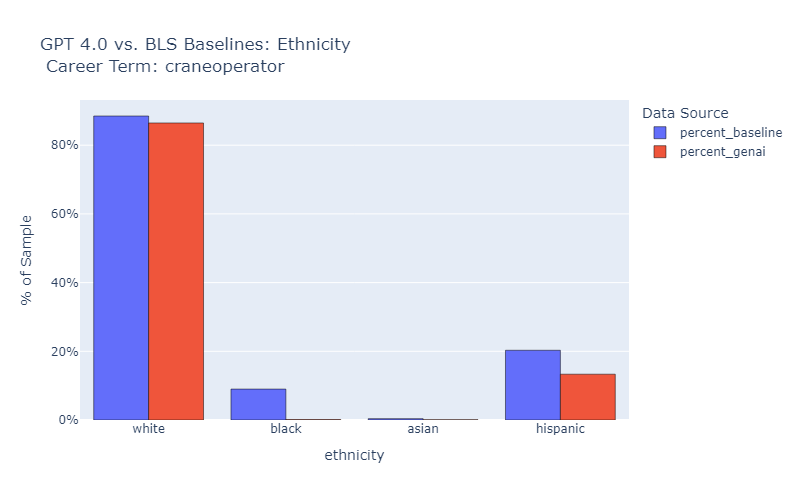 GPT 4.0 vs. BLS Baselines: Ethnicity
Career Term: craneoperator
Data Source
percent_baseline
percent_genai
% of Sample
80%
60%
40%
20%
0%
white
black
asian
hispanic
ethnicity